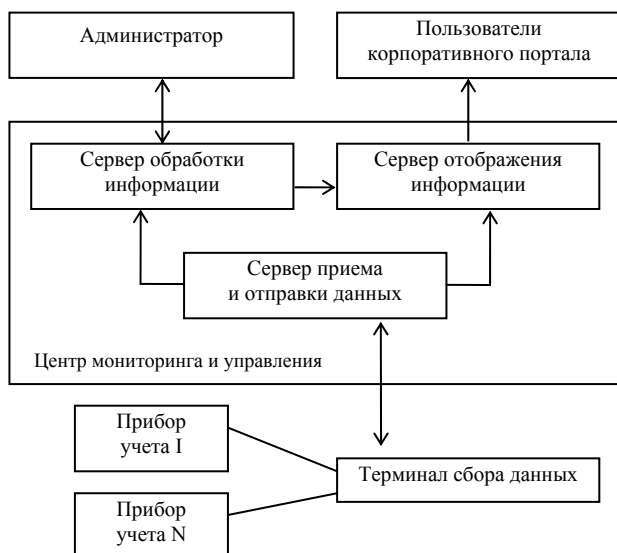 Администратор
Пользователи
корпоративного портала
Сервер обработки
информации
Сервер отображения
информации
Сервер приема
и отправки данных
Центр мониторинга и управления
Прибор
учета I
Терминал сбора данных
Прибор
учета N